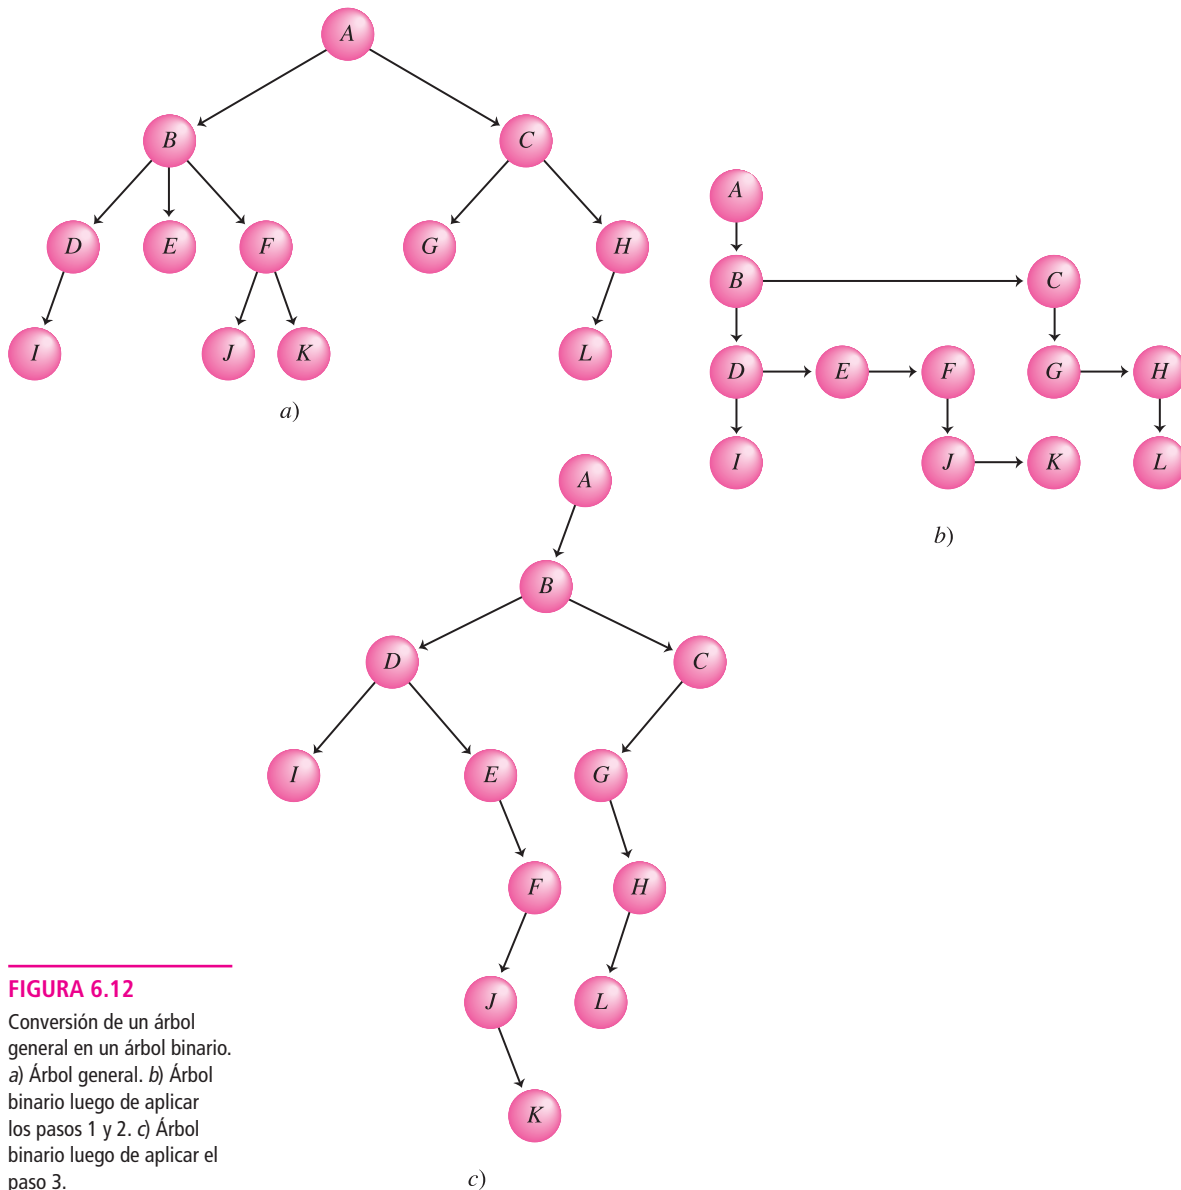 A
B
C
D
E
F
G
H
I
J
K
L
a)
A
B
C
D
E
F
G
H
I
J
K
L
b)
A
B
D
C
I
E
G
F
H
J
L
K
c)
FIGURA 6.12
Conversión de un árbol
general en un árbol binario.
a) Árbol general. b) Árbol
binario luego de aplicar
los pasos 1 y 2. c) Árbol
binario luego de aplicar el
paso 3.